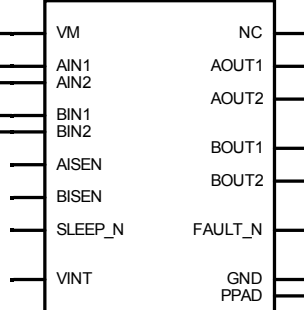 VM NC
AIN1 AOUT1
AIN2
AOUT2
BIN1
BIN2
BOUT1
AISEN
BOUT2
BISEN
SLEEP_N FAULT_N
VINT GND
PPAD